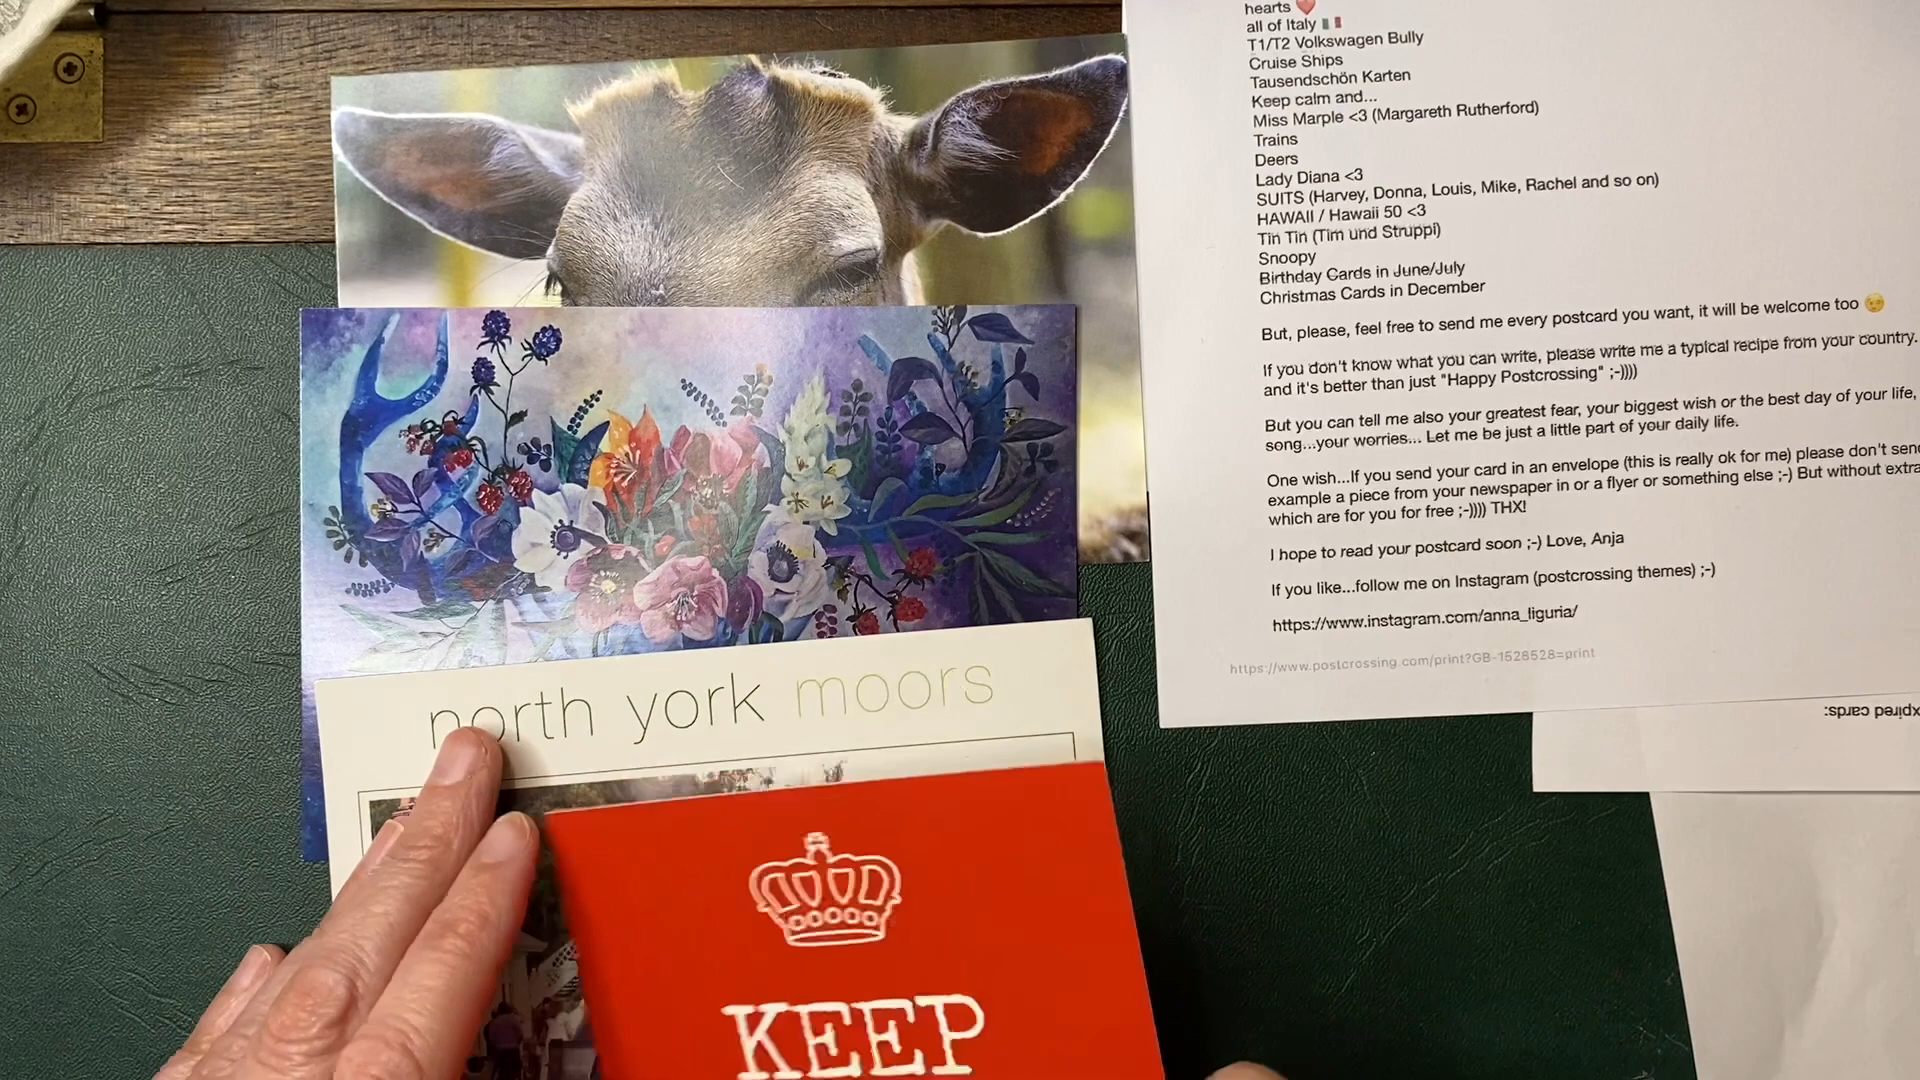 hearts ❤️
all of Italy 🇮🇹
T1/T2 Volkswagen Bully
Cruise Ships
Tausendschön Karten
Keep calm and...
Miss Marple <3 (Margareth Rutherford)
Trains
Deers
Lady Diana <3
SUITS (Harvey, Donna, Louis, Mike, Rachel and so on)
HAWAII / Hawaii 50 <3
Tin Tin (Tim und Struppi)
Snoopy
Birthday Cards in June/July
Christmas Cards in December
But, please, feel free to send me every postcard you want, it will be welcome too 😉
If you don't know what you can write, please write me a typical recipe from your country.
and it's better than just "Happy Postcrossing" ;-))))
But you can tell me also your greatest fear, your biggest wish or the best day of your life,
song...your worries... Let me be just a little part of your daily life.
One wish...If you send your card in an envelope (this is really ok for me) please don't send
example a piece from your newspaper in or a flyer or something else ;-) But without extra
which are for you for free ;-)))) THX!
I hope to read your postcard soon ;-) Love, Anja
If you like...follow me on Instagram (postcrossing themes) ;-)
https://www.instagram.com/anna_liguria/
https://www.postcrossing.com/print?GB-1528528=print
xpired cards:
north york moors
KEEP